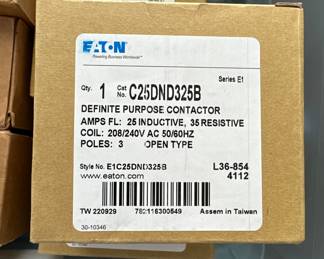 EATON
Powering Business Worldwide
Series E1
Qty. 1 Cat No. C25DND325B
DEFINITE PURPOSE CONTACTOR
AMPS FL: 25 INDUCTIVE, 35 RESISTIVE
COIL: 208/240V AC 50/60HZ
POLES: 3 OPEN TYPE
Style No. E1C25DND325B
L36-854
www.eaton.com
4112
TW 220929 782116300549 Assem in Taiwan
30-10346